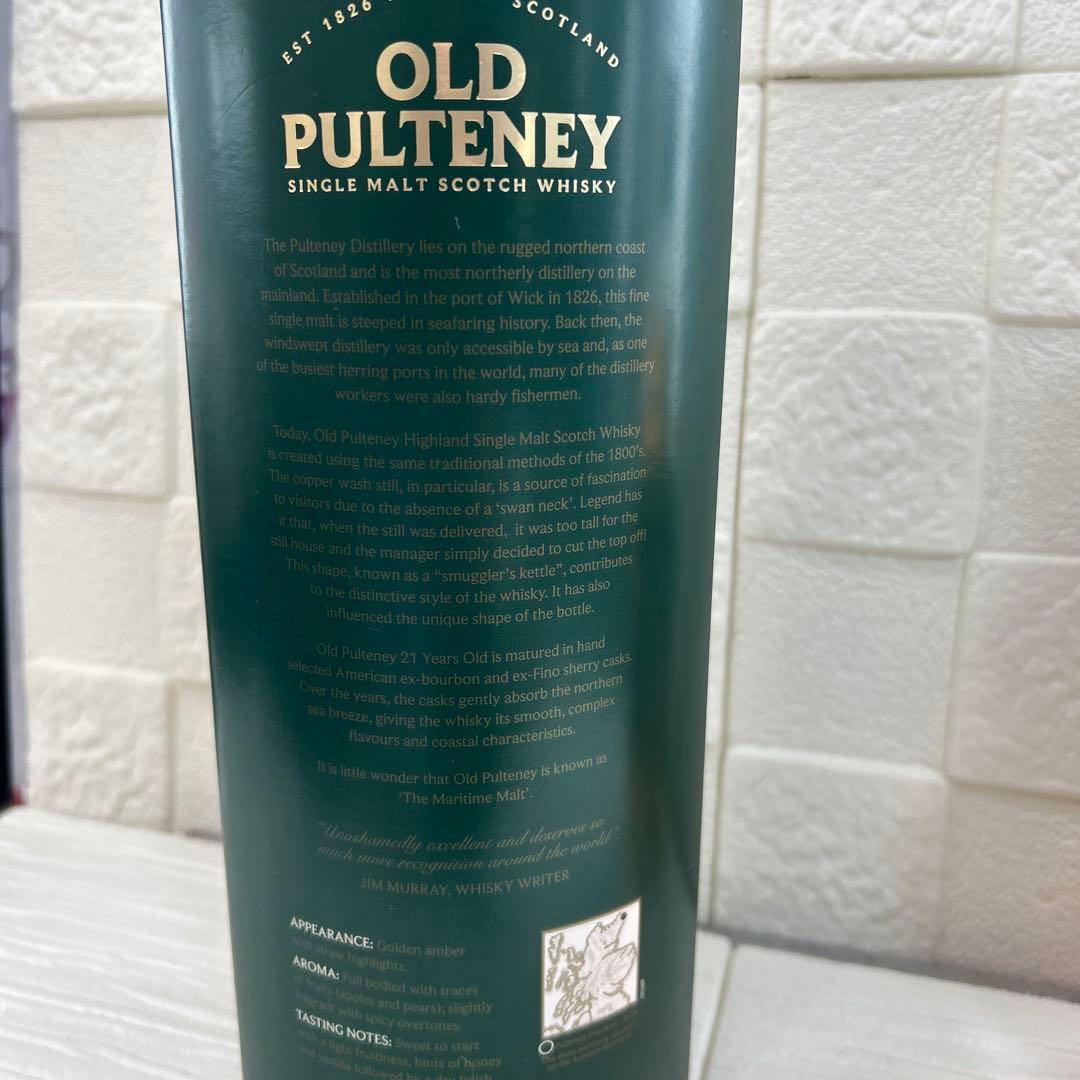 EST 1826
SCOTLAND
OLD
PULTENEY
SINGLE MALT SCOTCH WHISKY
The Pulteney Distillery lies on the rugged northern coast
of Scotland and is the most northerly distillery on the
mainland. Established in the port of Wick in 1826, this fine
single malt is steeped in seafaring history. Back then, the
windswept distillery was only accessible by sea and, as one
of the busiest herring ports in the world, many of the distillery
workers were also hardy fishermen.
Today, Old Pulteney Highland Single Malt Scotch Whisky
is created using the same traditional methods of the 1800's.
The copper wash still, in particular, is a source of fascination
to visitors due to the absence of a 'swan neck'. Legend has
it that, when the still was delivered, it was too tall for the
still house and the manager simply decided to cut the top off!
This shape, known as a "smuggler's kettle", contributes
to the distinctive style of the whisky. It has also
influenced the unique shape of the bottle.
Old Pulteney 21 Years Old is matured in hand
selected American ex-bourbon and ex-Fino sherry casks.
Over the years, the casks gently absorb the northern
sea breeze, giving the whisky its smooth, complex
flavours and coastal characteristics.
It is little wonder that Old Pulteney is known as
'The Maritime Malt'.
"Unashamedly excellent and deserves so
much more recognition around the world"
JIM MURRAY, WHISKY WRITER
APPEARANCE: Golden amber
with straw highlights.
AROMA: Full bodied with traces
of fruits (apples and pears); slightly
fragrant with spicy overtones.
TASTING NOTES: Sweet to start
with a light fruitiness; hints of honey
and vanilla followed by a dry finish
Pulteney
The most northerly distillery
on the